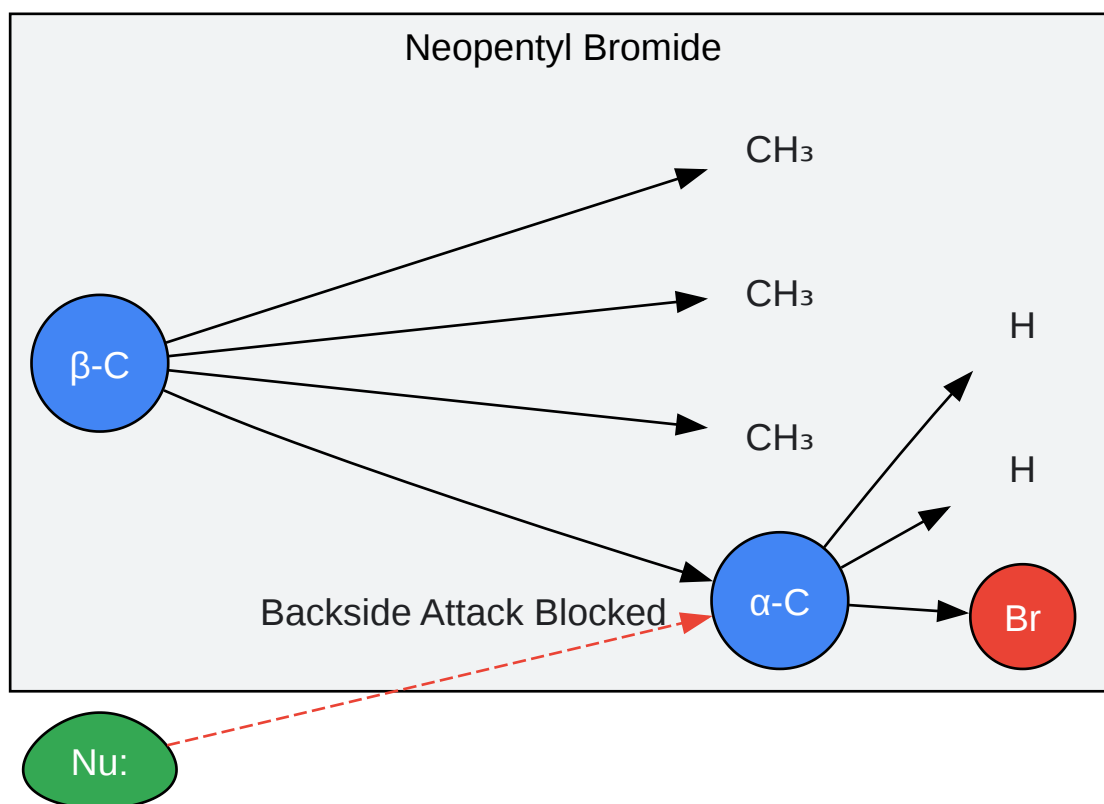 Neopentyl Bromide
CH₃
CH₃
H
β-C
CH₃
H
Backside Attack Blocked
α-C
Br
Nu: